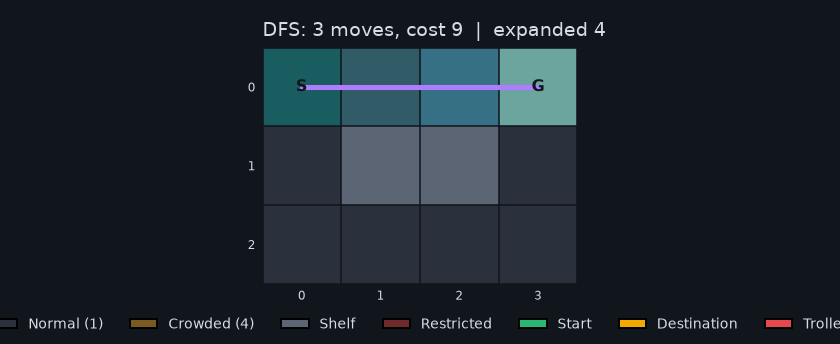 DFS: 3 moves, cost 9 | expanded 4
S G
0
1
2
0 1 2 3
Normal (1) Crowded (4) Shelf Restricted Start Destination Trolle